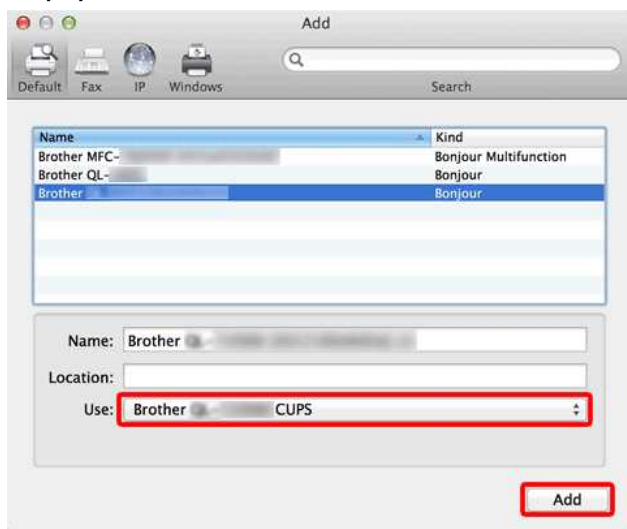 Add
Default Fax IP Windows
Search
Name Kind
Brother MFC- Bonjour Multifunction
Brother QL- Bonjour
Brother Bonjour
Name: Brother
Location:
Use: Brother CUPS
Add